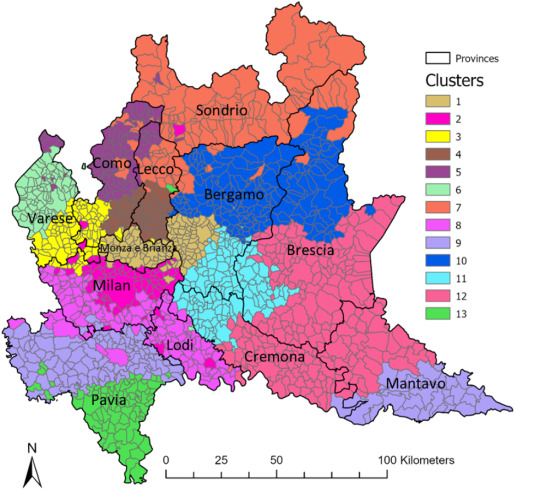 Provinces
Clusters
1
2
3
4
5
6
7
8
9
10
11
12
13
Sondrio
Como
Lecco
Bergamo
Varese
Monza e Brianza
Brescia
Milan
Lodi
Cremona
Mantavo
Pavia
N
0 25 50 100 Kilometers